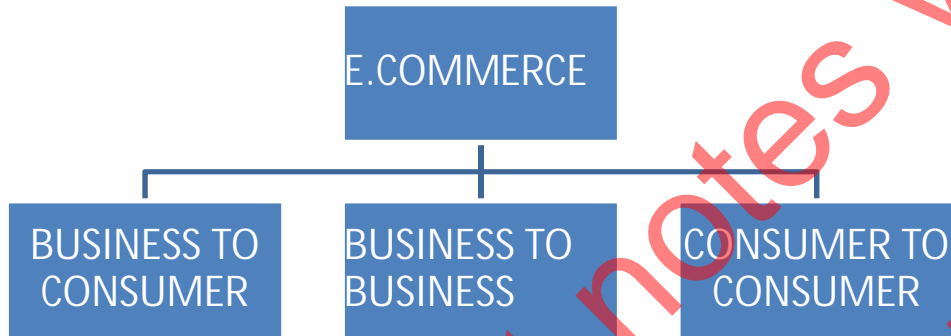 E.COMMERCE
BUSINESS TO
CONSUMER
BUSINESS TO
BUSINESS
CONSUMER TO
CONSUMER
notes